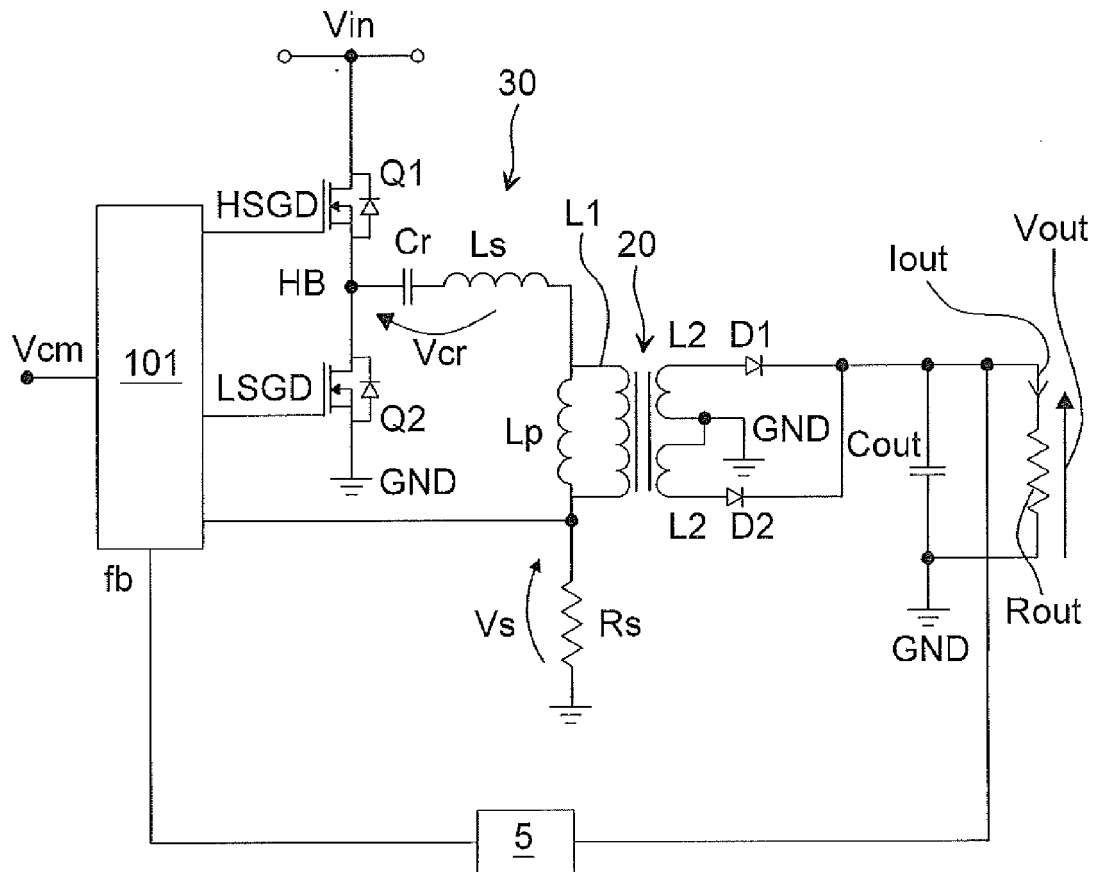 Vin
30
Q1
HSGD
L1
Cr
Ls
20
Vout
Iout
HB
Vcm
101
Vcr
L2
D1
LSGD
Q2
Lp
GND
Cout
GND
L2
D2
fb
Vs
Rs
Rout
GND
5